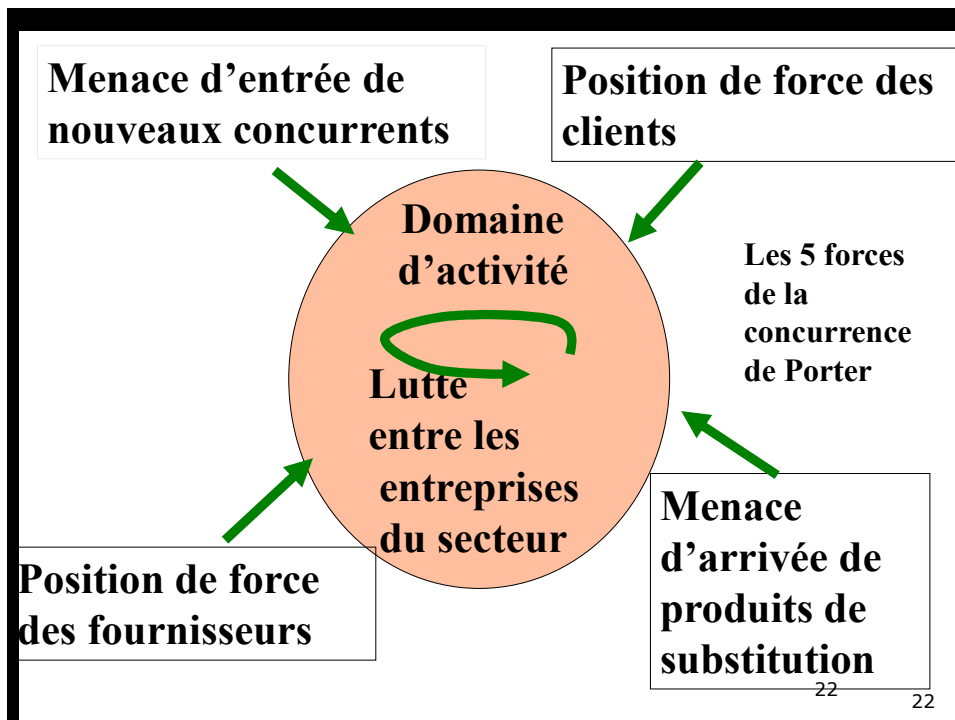 Menace d’entrée de
nouveaux concurrents
Position de force des
clients
Domaine
d’activité
Lutte
entre les
entreprises
du secteur
Les 5 forces
de la
concurrence
de Porter
Position de force
des fournisseurs
Menace
d’arrivée de
produits de
substitution
22
22